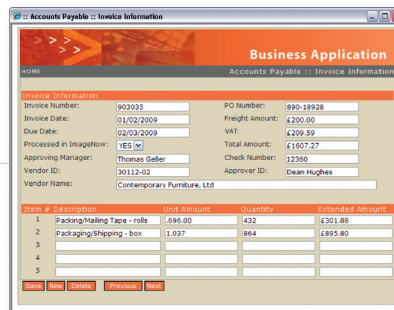 :: Accounts Payable :: Invoice Information
Business Application
HOME Accounts Payable :: Invoice Information
Invoice Information
Invoice Number: 903035 PO Number: 890-18928
Invoice Date: 01/02/2009 Freight Amount: £200.00
Due Date: 02/03/2009 VAT: £209.59
Processed in ImageNow: YES Total Amount: £1607.27
Approving Manager: Thomas Geller Check Number: 12360
Vendor ID: 30112-02 Approver ID: Dean Hughes
Vendor Name: Contemporary Furniture, Ltd
Item # Description Unit Amount Quantity Extended Amount
1 Packing/Mailing Tape - rolls .696.00 432 £301.88
2 Packaging/Shipping - box 1.037 864 £895.80
3
4
5
Save New Delete Previous Next